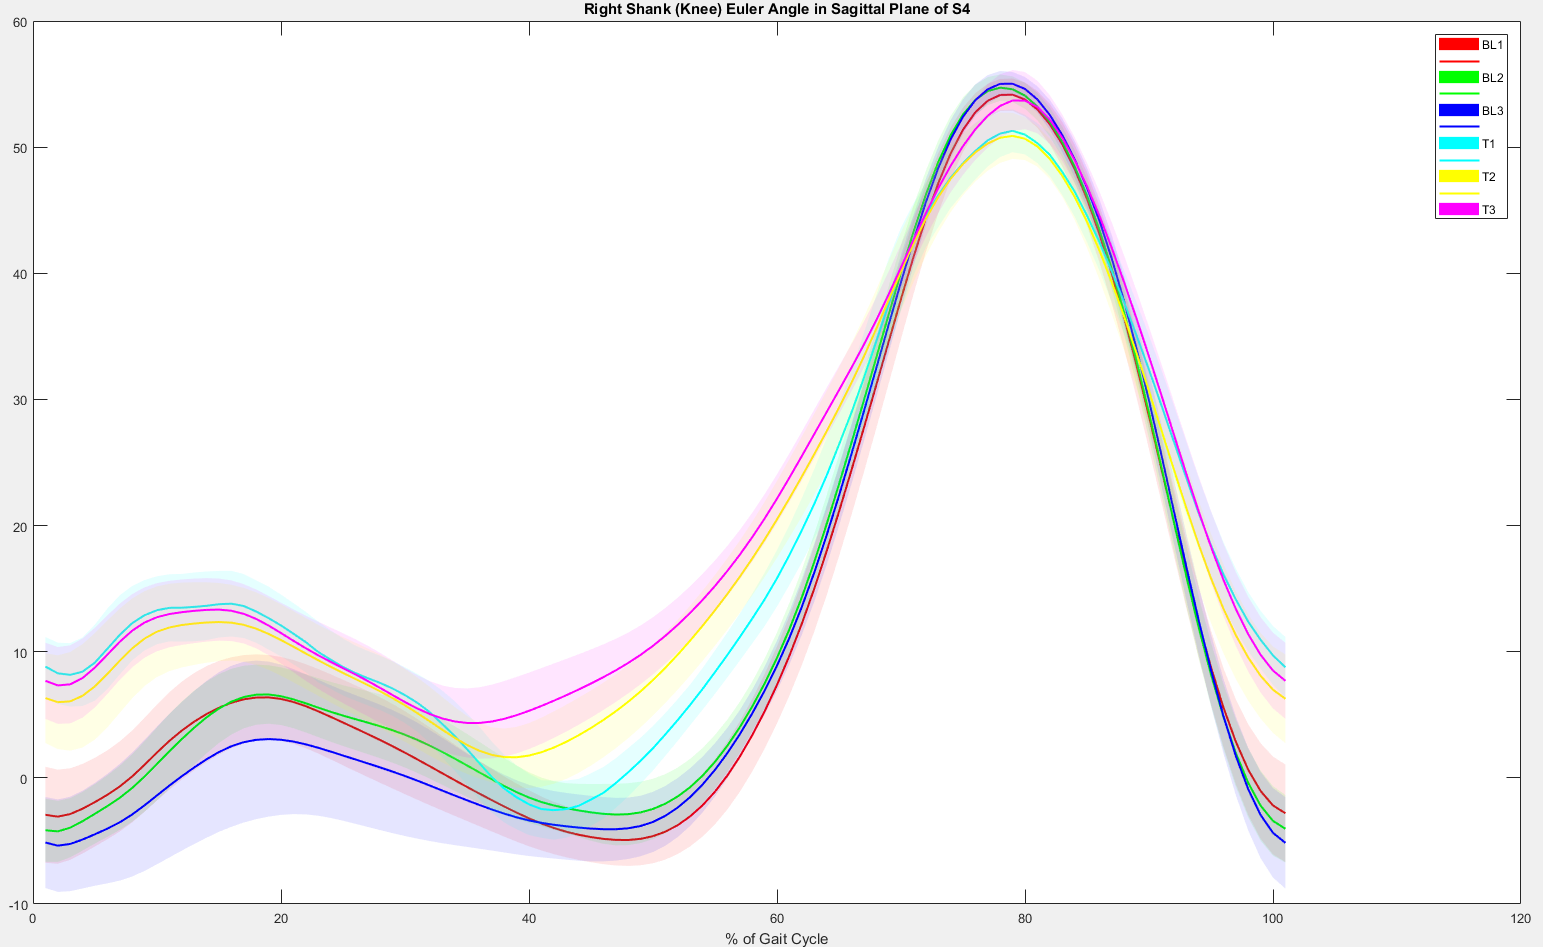 Right Shank (Knee) Euler Angle in Sagittal Plane of S4
60
50
40
30
20
10
0
-10
0 20 40 60 80 100 120
% of Gait Cycle
BL1
BL2
BL3
T1
T2
T3